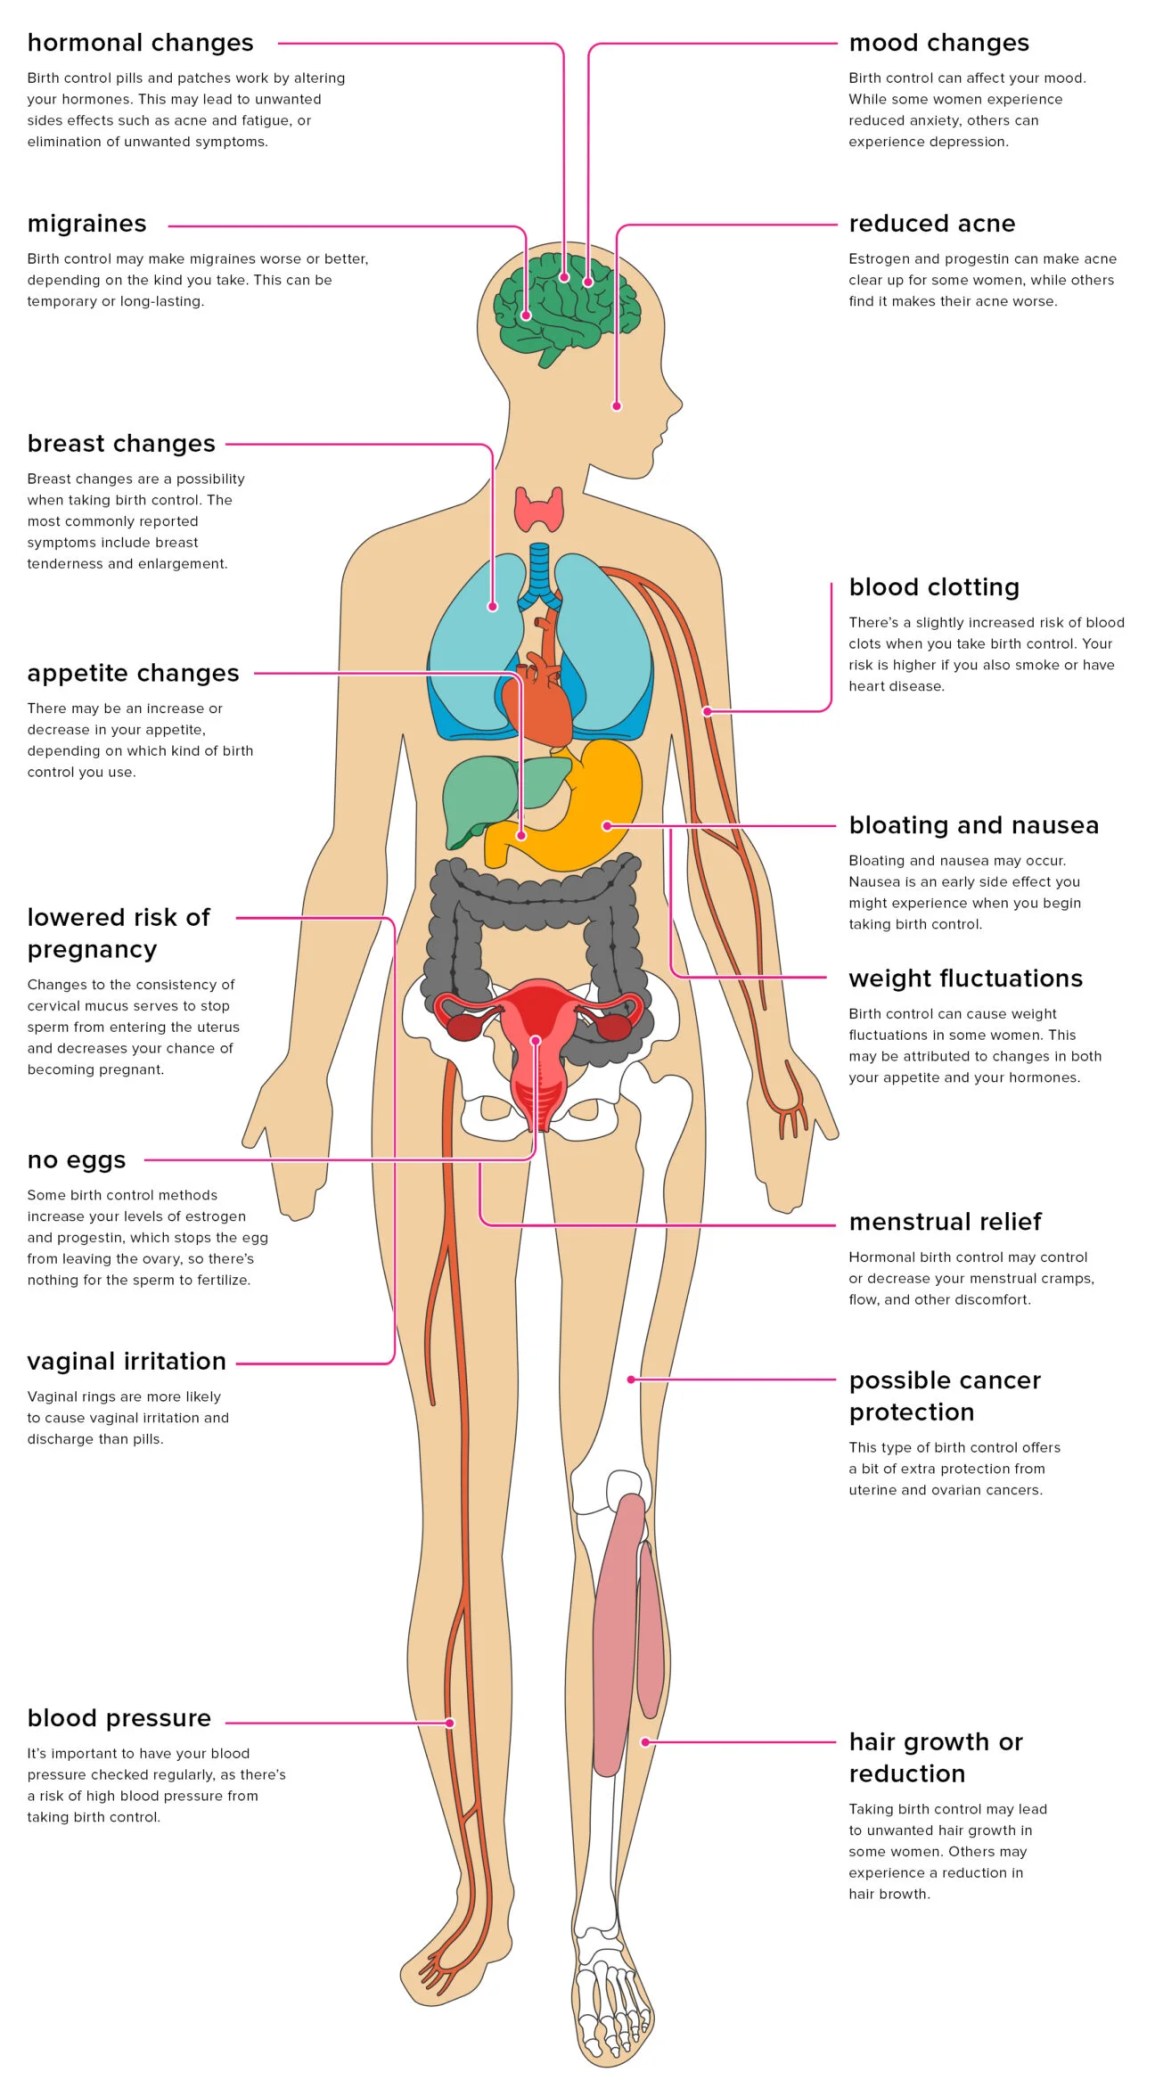 hormonal changes
Birth control pills and patches work by altering
your hormones. This may lead to unwanted
sides effects such as acne and fatigue, or
elimination of unwanted symptoms.
mood changes
Birth control can affect your mood.
While some women experience
reduced anxiety, others can
experience depression.
migraines
Birth control may make migraines worse or better,
depending on the kind you take. This can be
temporary or long-lasting.
reduced acne
Estrogen and progestin can make acne
clear up for some women, while others
find it makes their acne worse.
breast changes
Breast changes are a possibility
when taking birth control. The
most commonly reported
symptoms include breast
tenderness and enlargement.
blood clotting
There's a slightly increased risk of blood
clots when you take birth control. Your
risk is higher if you also smoke or have
heart disease.
appetite changes
There may be an increase or
decrease in your appetite,
depending on which kind of birth
control you use.
bloating and nausea
Bloating and nausea may occur.
Nausea is an early side effect you
might experience when you begin
taking birth control.
lowered risk of
pregnancy
Changes to the consistency of
cervical mucus serves to stop
sperm from entering the uterus
and decreases your chance of
becoming pregnant.
weight fluctuations
Birth control can cause weight
fluctuations in some women. This
may be attributed to changes in both
your appetite and your hormones.
no eggs
Some birth control methods
increase your levels of estrogen
and progestin, which stops the egg
from leaving the ovary, so there's
nothing for the sperm to fertilize.
menstrual relief
Hormonal birth control may control
or decrease your menstrual cramps,
flow, and other discomfort.
vaginal irritation
Vaginal rings are more likely
to cause vaginal irritation and
discharge than pills.
possible cancer
protection
This type of birth control offers
a bit of extra protection from
uterine and ovarian cancers.
blood pressure
It's important to have your blood
pressure checked regularly, as there's
a risk of high blood pressure from
taking birth control.
hair growth or
reduction
Taking birth control may lead
to unwanted hair growth in
some women. Others may
experience a reduction in
hair browth.